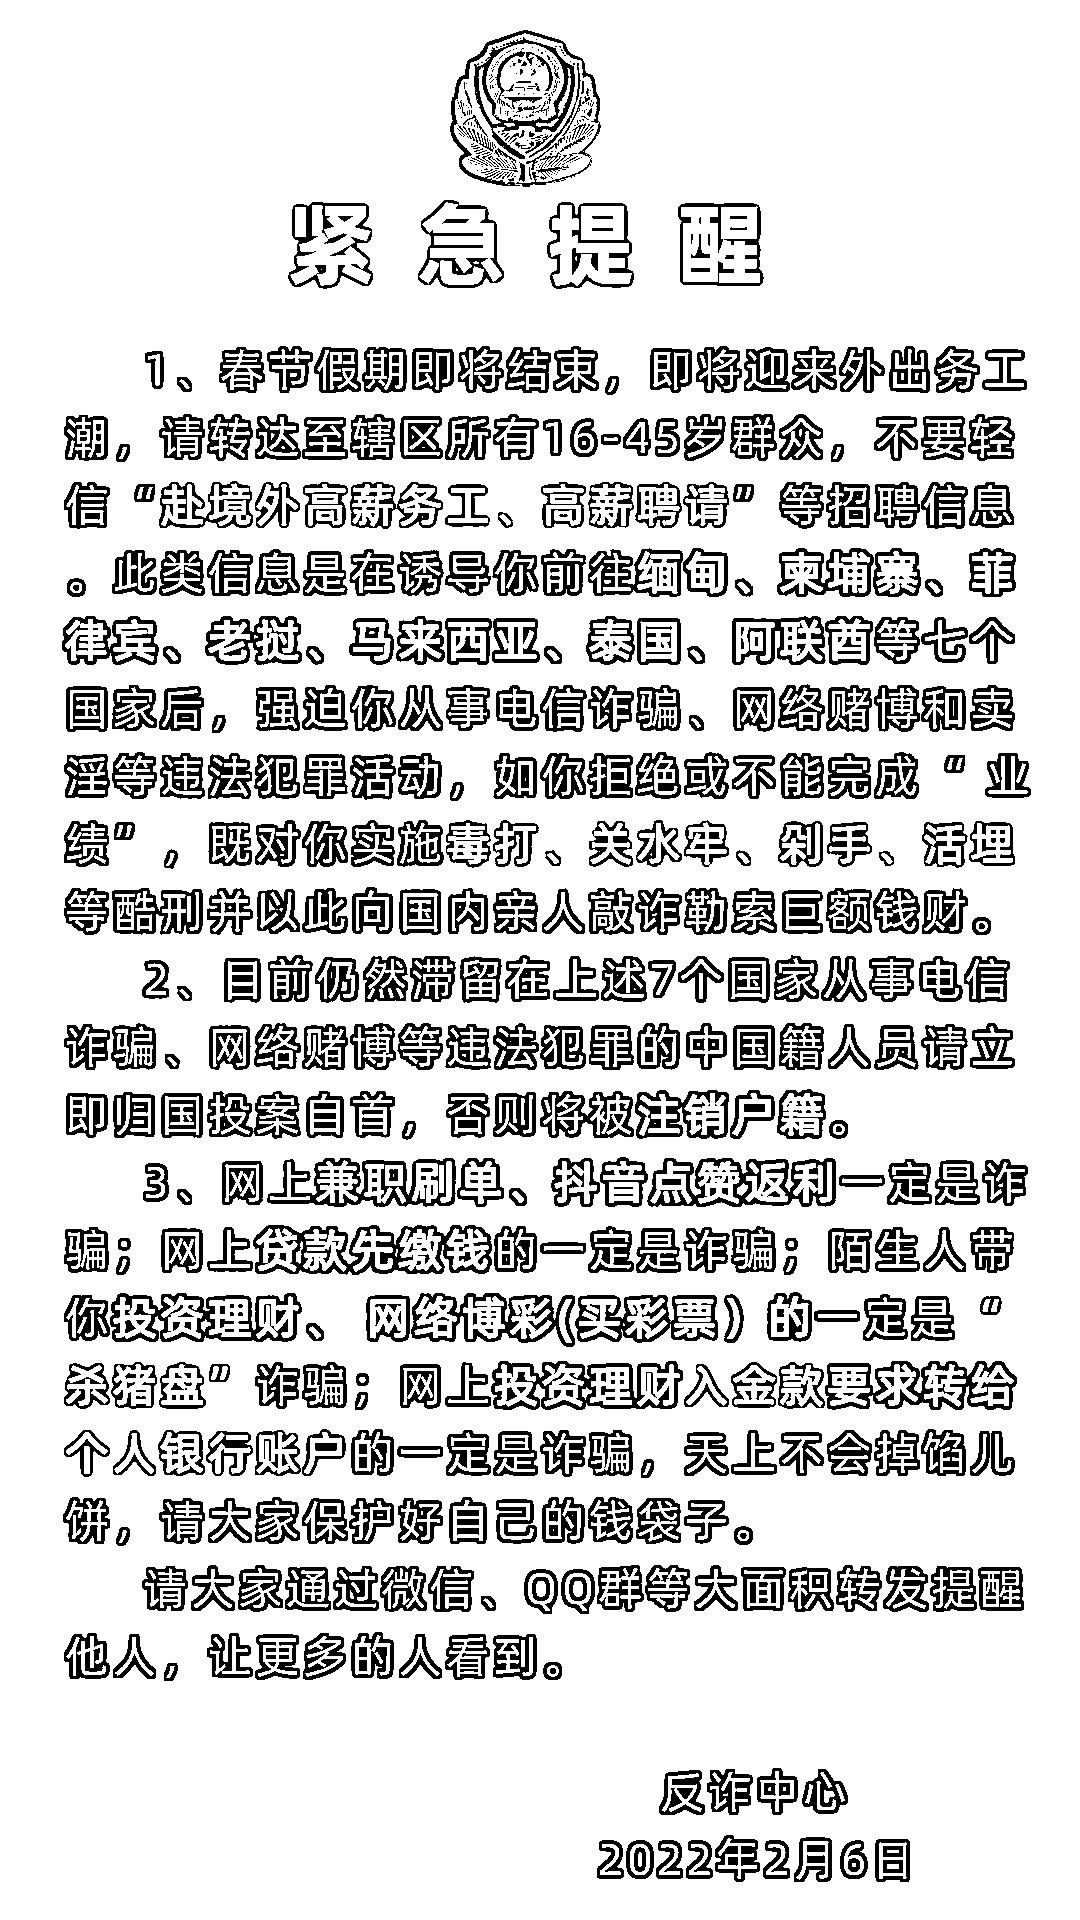 紧急提醒
1、春节假期即将结束，即将迎来外出务工
潮，请转达至辖区所有16-45岁群众，不要轻
信“赴境外高薪务工、高薪聘请”等招聘信息
。此类信息是在诱导你前往缅甸、柬埔寨、菲
律宾、老挝、马来西亚、泰国、阿联酋等七个
国家后，强迫你从事电信诈骗、网络赌博和卖
淫等违法犯罪活动，如你拒绝或不能完成“业
绩”，既对你实施毒打、关水牢、剁手、活埋
等酷刑并以此向国内亲人敲诈勒索巨额钱财。
2、目前仍然滞留在上述7个国家从事电信
诈骗、网络赌博等违法犯罪的中国籍人员请立
即归国投案自首，否则将被注销户籍。
3、网上兼职刷单、抖音点赞返利一定是诈
骗；网上贷款先缴钱的一定是诈骗；陌生人带
你投资理财、 网络博彩(买彩票）的一定是“
杀猪盘”诈骗；网上投资理财入金款要求转给
个人银行账户的一定是诈骗，天上不会掉馅儿
饼，请大家保护好自己的钱袋子。
请大家通过微信、QQ群等大面积转发提醒
他人，让更多的人看到。
反诈中心
2022年2月6日